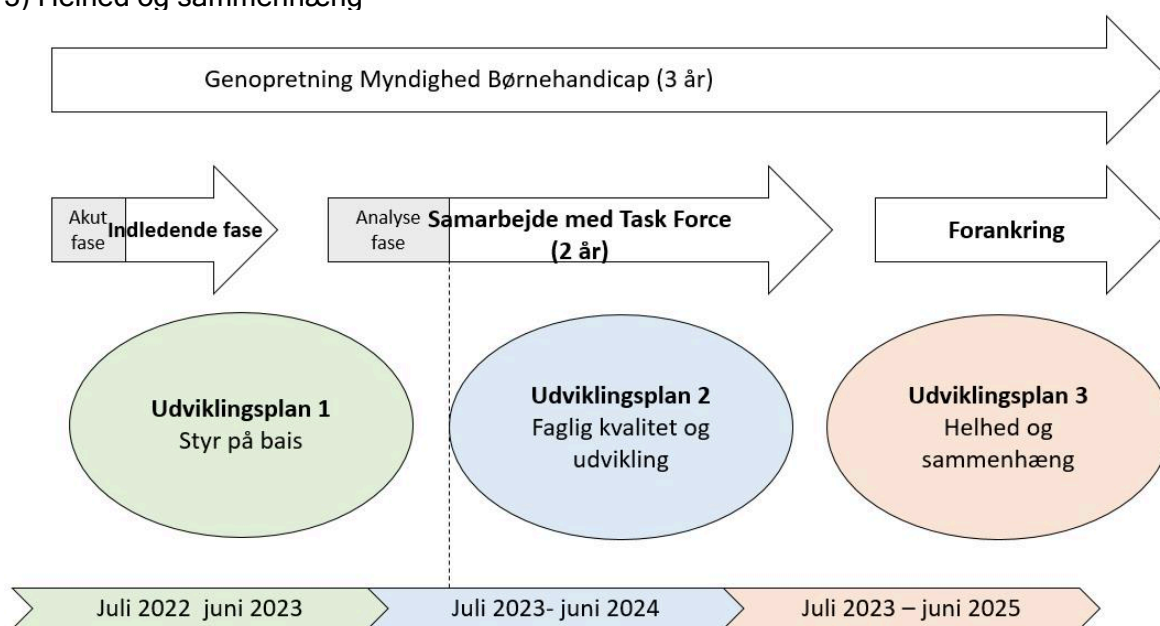 3) Helhed og sammenhæng
Genopretning Myndighed Børnehandicap (3 år)
Akut
fase
Indledende fase
Analyse
fase
Samarbejde med Task Force
(2 år)
Forankring
Udviklingsplan 1
Styr på bais
Udviklingsplan 2
Faglig kvalitet og
udvikling
Udviklingsplan 3
Helhed og
sammenhæng
Juli 2022 juni 2023
Juli 2023- juni 2024
Juli 2023 – juni 2025